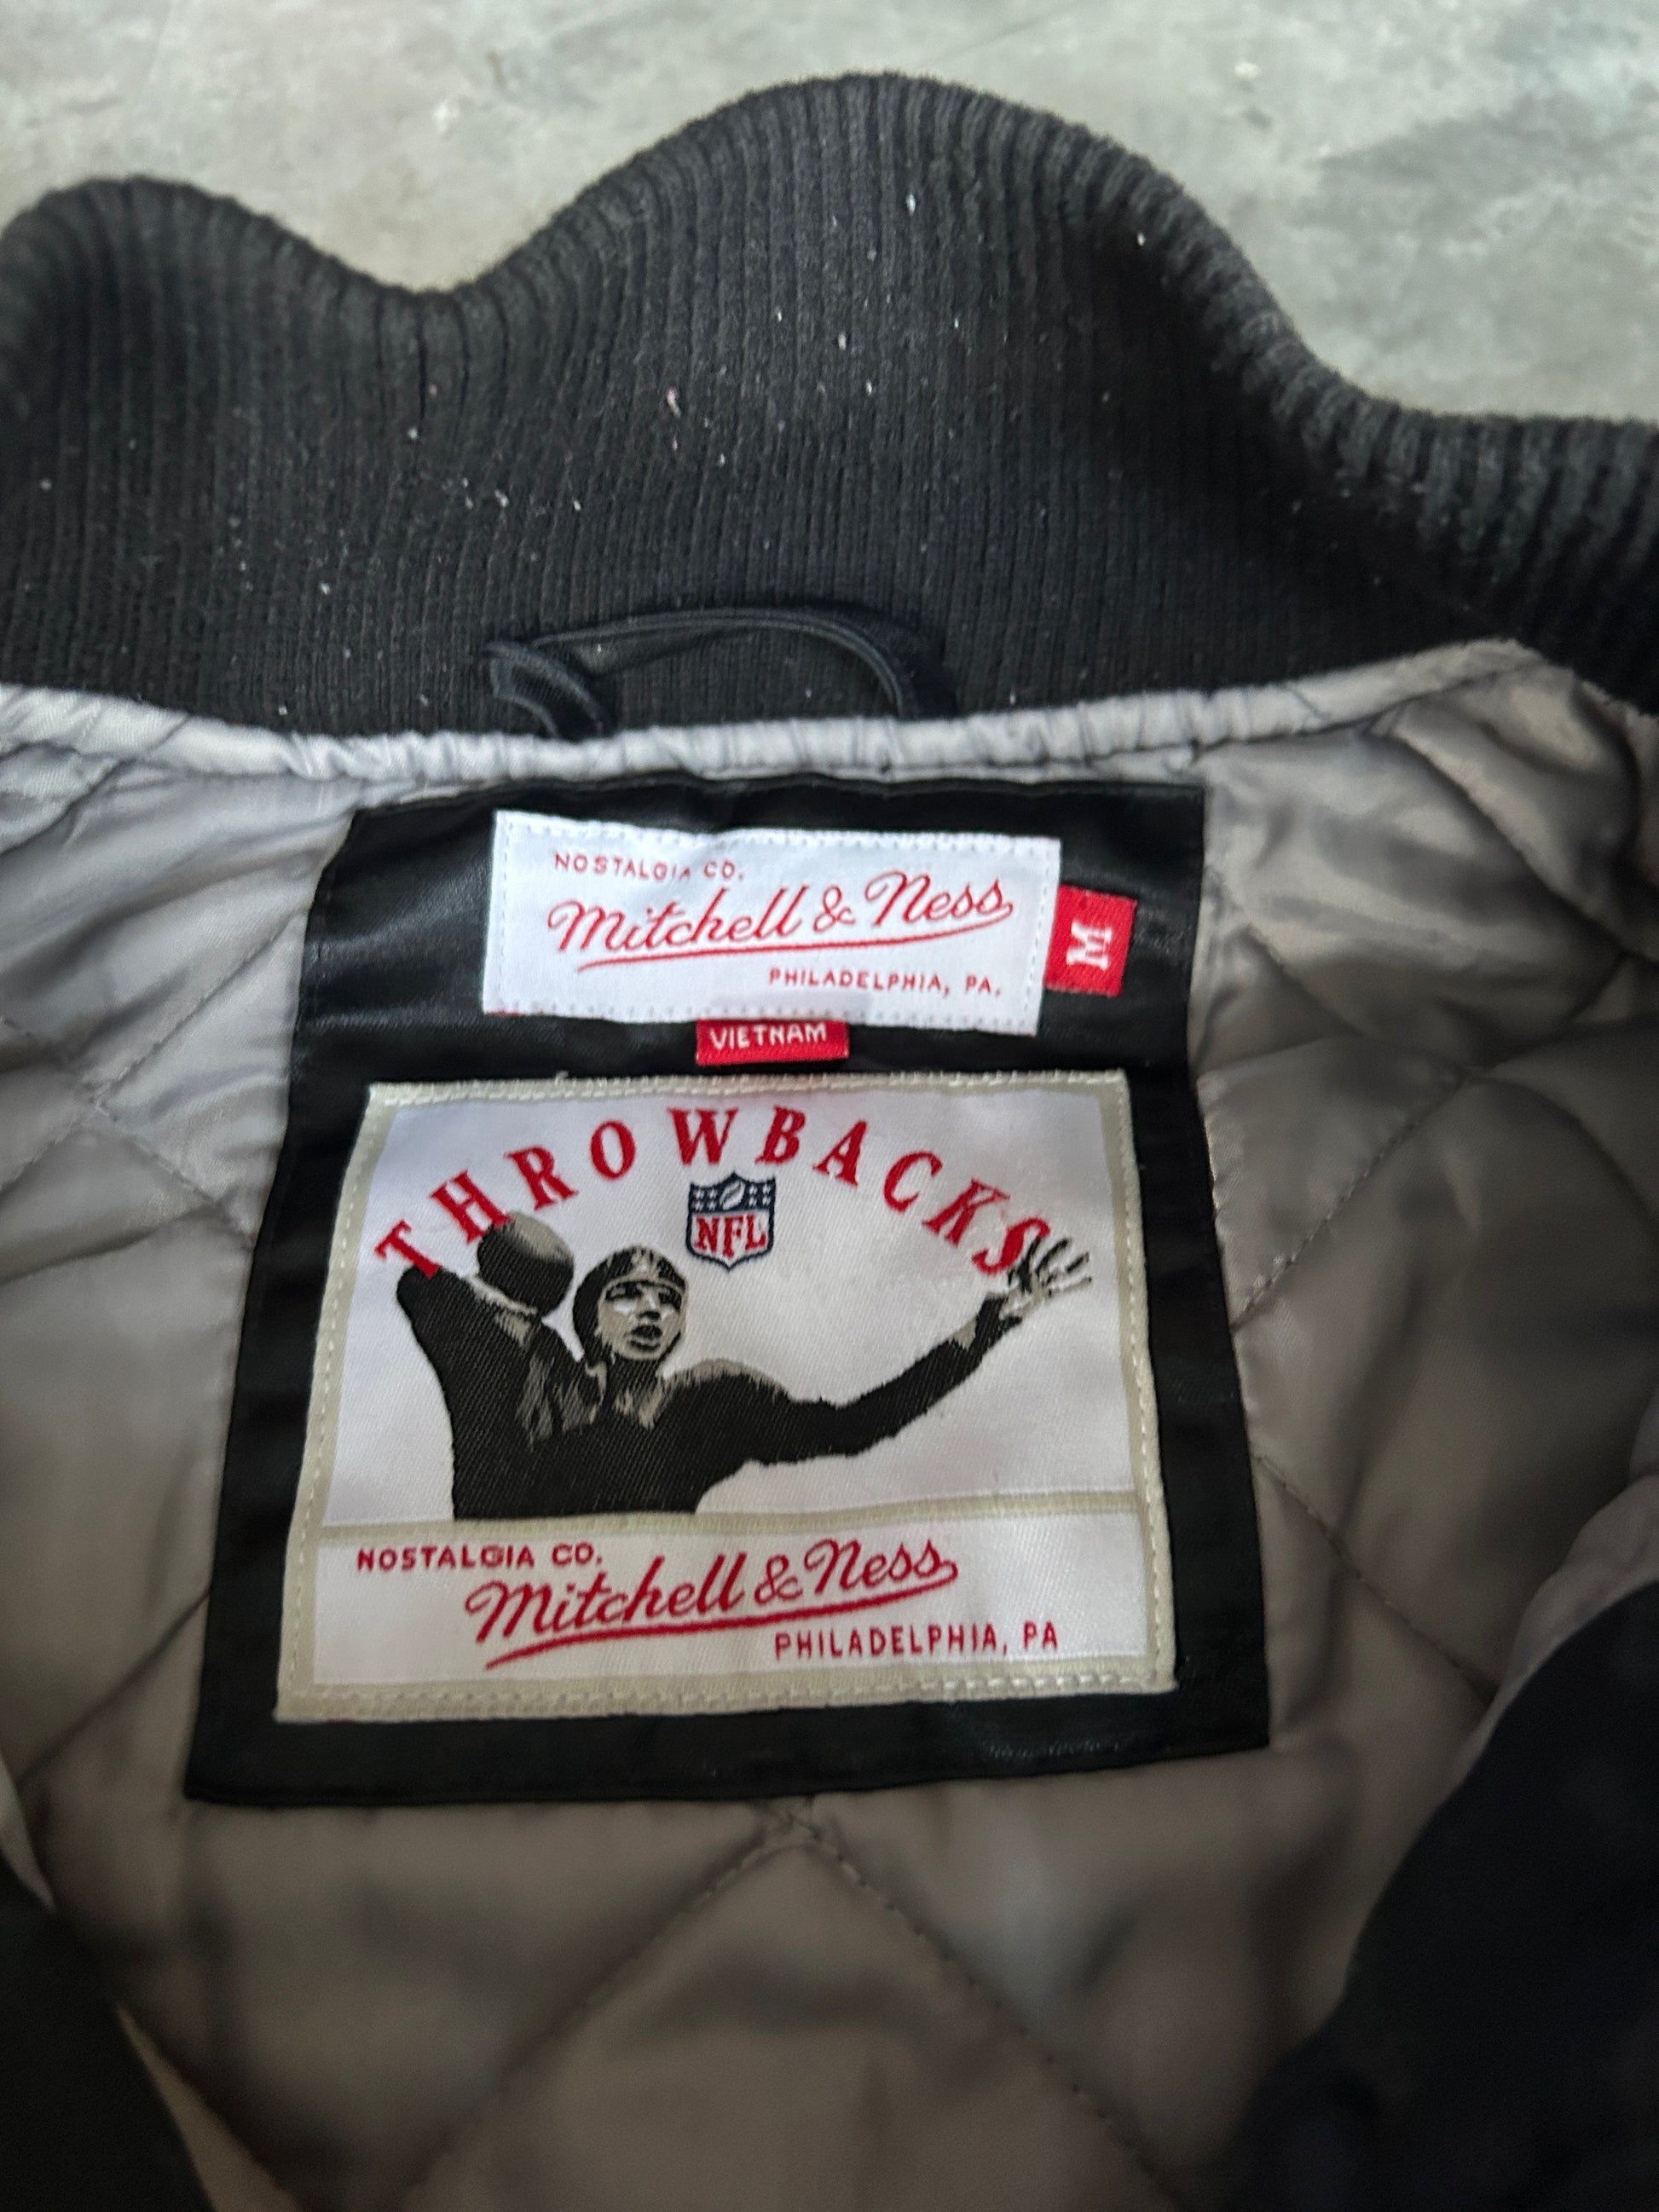 NOSTALGIA CO.
Mitchell & Ness
PHILADELPHIA, PA.
M
VIETNAM
THROWBACKS
NFL
NOSTALGIA CO.
Mitchell & Ness
PHILADELPHIA, PA